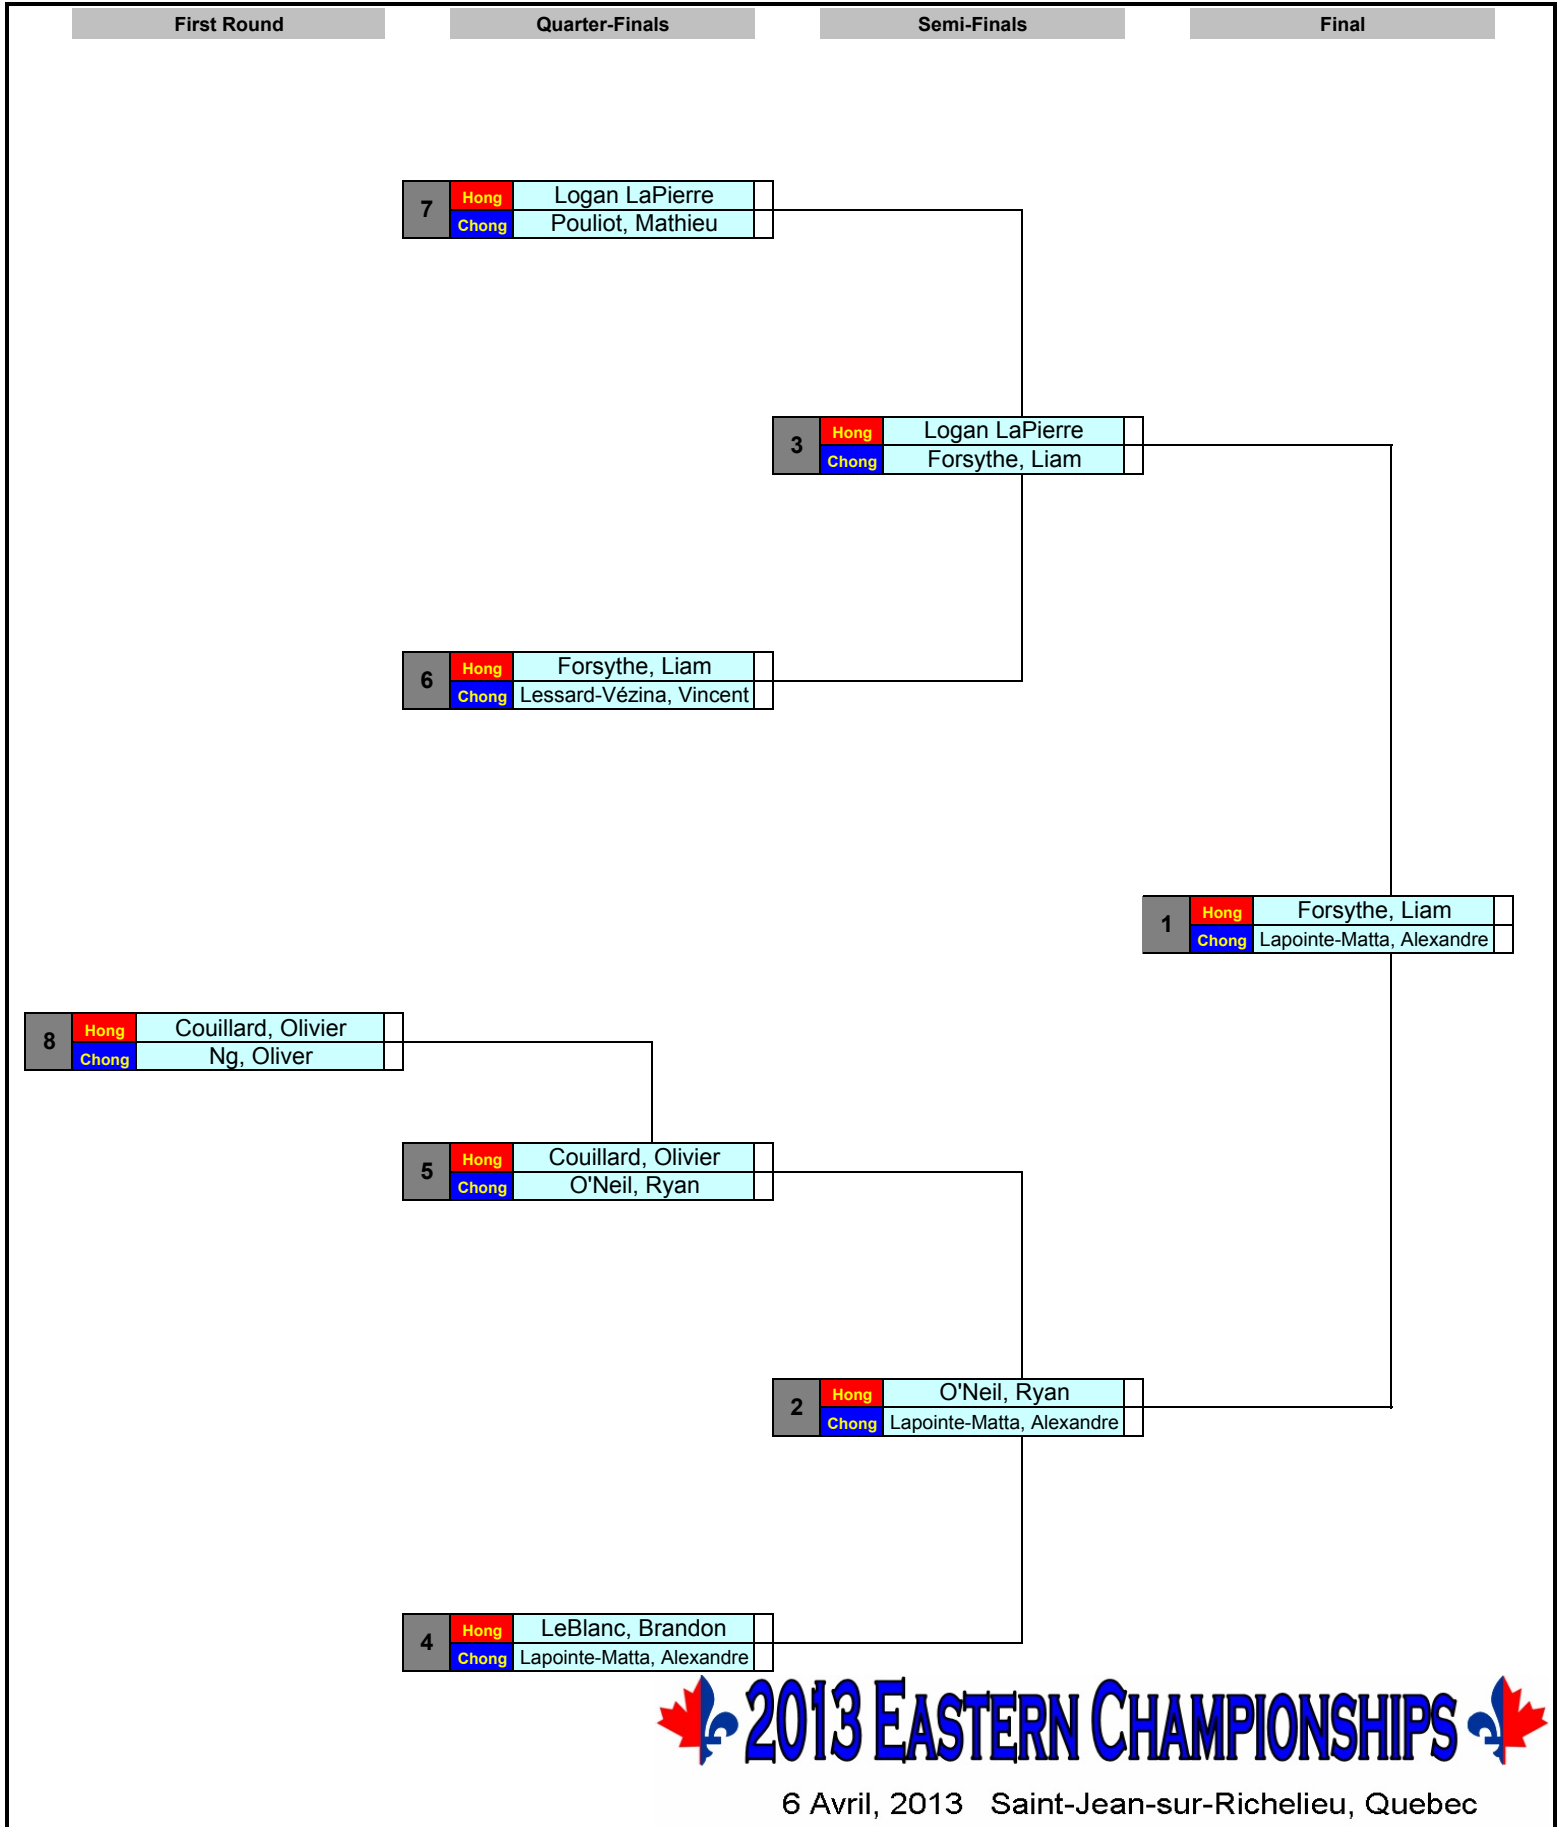 First Round Quarter-Finals Semi-Finals Final
7 Hong Logan LaPierre
Chong Pouliot, Mathieu
3 Hong Logan LaPierre
Chong Forsythe, Liam
6 Hong Forsythe, Liam
Chong Lessard-Vézina, Vincent
1 Hong Forsythe, Liam
Chong Lapointe-Matta, Alexandre
8 Hong Couillard, Olivier
Chong Ng, Oliver
5 Hong Couillard, Olivier
Chong O'Neil, Ryan
2 Hong O'Neil, Ryan
Chong Lapointe-Matta, Alexandre
4 Hong LeBlanc, Brandon
Chong Lapointe-Matta, Alexandre
2013 EASTERN CHAMPIONSHIPS
6 Avril, 2013 Saint-Jean-sur-Richelieu, Quebec